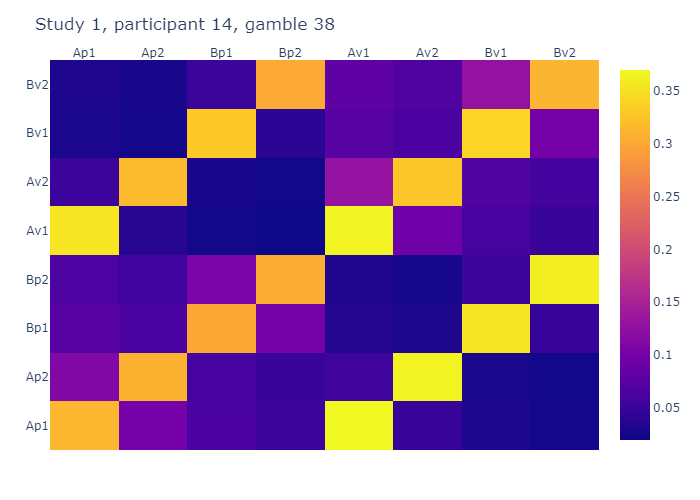 Study 1, participant 14, gamble 38
Ap1 Ap2 Bp1 Bp2 Av1 Av2 Bv1 Bv2
Bv2
Bv1
Av2
Av1
Bp2
Bp1
Ap2
Ap1
0.35
0.3
0.25
0.2
0.15
0.1
0.05